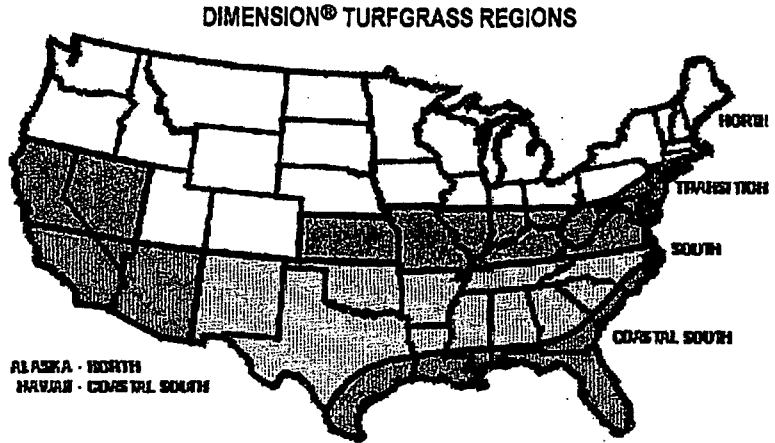 DIMENSION® TURFGRASS REGIONS
NORTH
TRANSITION
SOUTH
COASTAL SOUTH
ALASKA - NORTH
HAWAII - COASTAL SOUTH